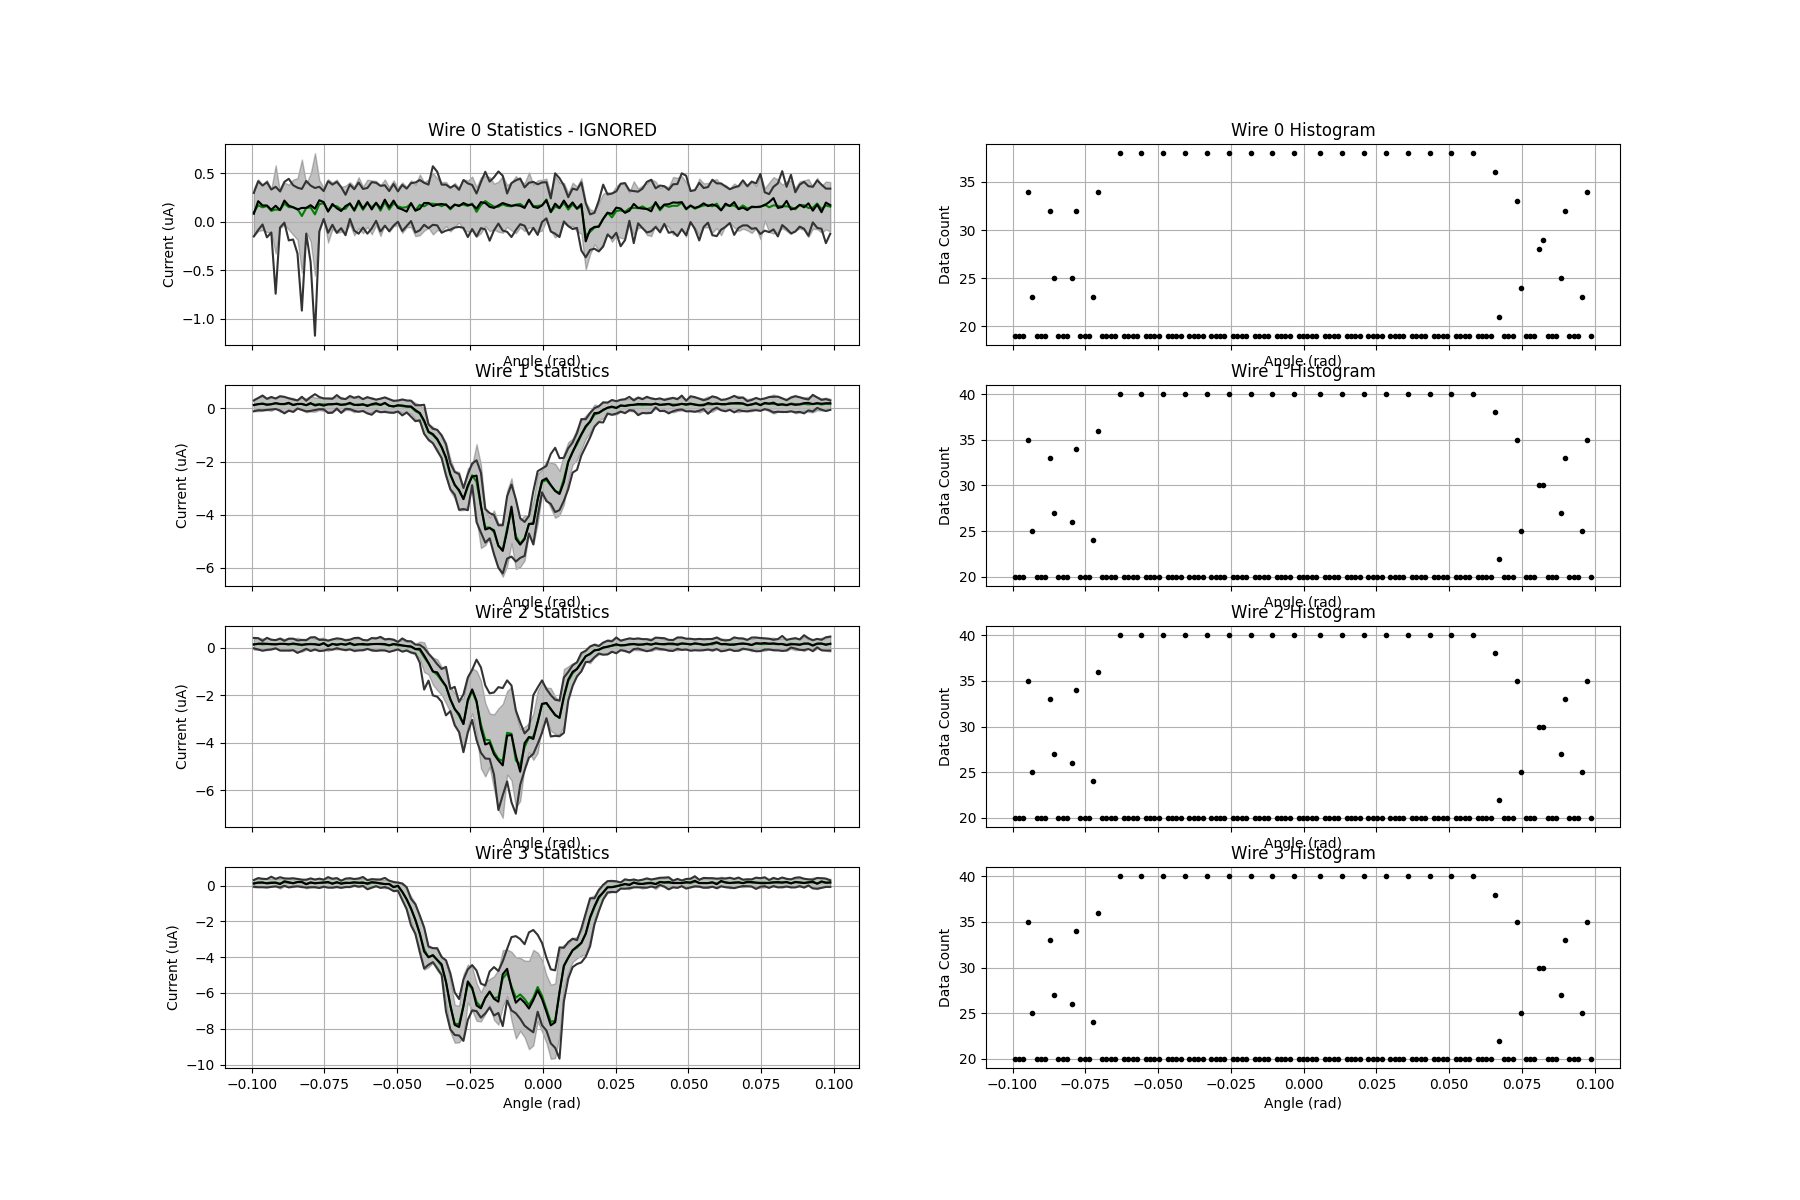 Wire 0 Statistics - IGNORED
Current (uA)
0.5
0.0
−0.5
−1.0
Angle (rad)
Wire 0 Histogram
Data Count
35
30
25
20
Angle (rad)
Wire 1 Statistics
Current (uA)
0
−2
−4
−6
Angle (rad)
Wire 1 Histogram
Data Count
40
35
30
25
20
Angle (rad)
Wire 2 Statistics
Current (uA)
0
−2
−4
−6
Angle (rad)
Wire 2 Histogram
Data Count
40
35
30
25
20
Angle (rad)
Wire 3 Statistics
Current (uA)
0
−2
−4
−6
−8
−10
−0.100 −0.075 −0.050 −0.025 0.000 0.025 0.050 0.075 0.100
Angle (rad)
Wire 3 Histogram
Data Count
40
35
30
25
20
−0.100 −0.075 −0.050 −0.025 0.000 0.025 0.050 0.075 0.100
Angle (rad)